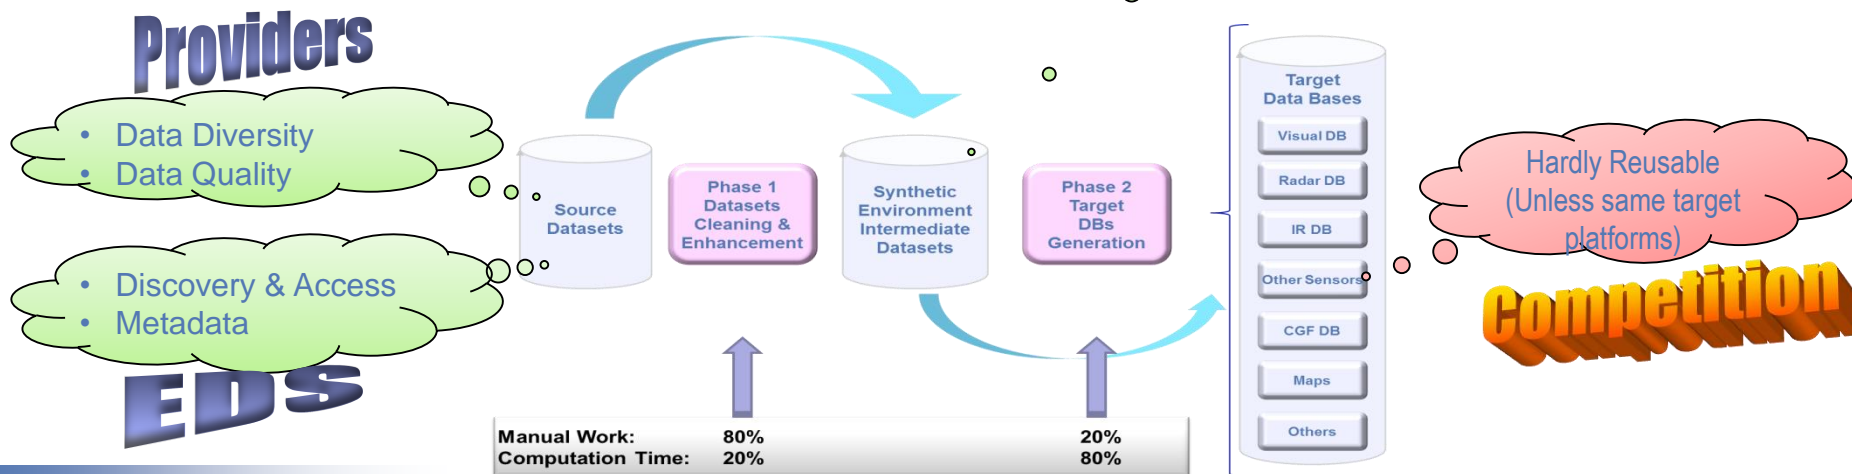 Providers
• Data Diversity
• Data Quality
• Discovery & Access
• Metadata
EDS
Source
Datasets
Phase 1
Datasets
Cleaning &
Enhancement
Synthetic
Environment
Intermediate
Datasets
Phase 2
Target
DBs
Generation
Manual Work: 80% 20%
Computation Time: 20% 80%
Target
Data Bases
Visual DB
Radar DB
IR DB
Other Sensors
CGF DB
Maps
Others
Hardly Reusable
(Unless same target
platforms)
Competition